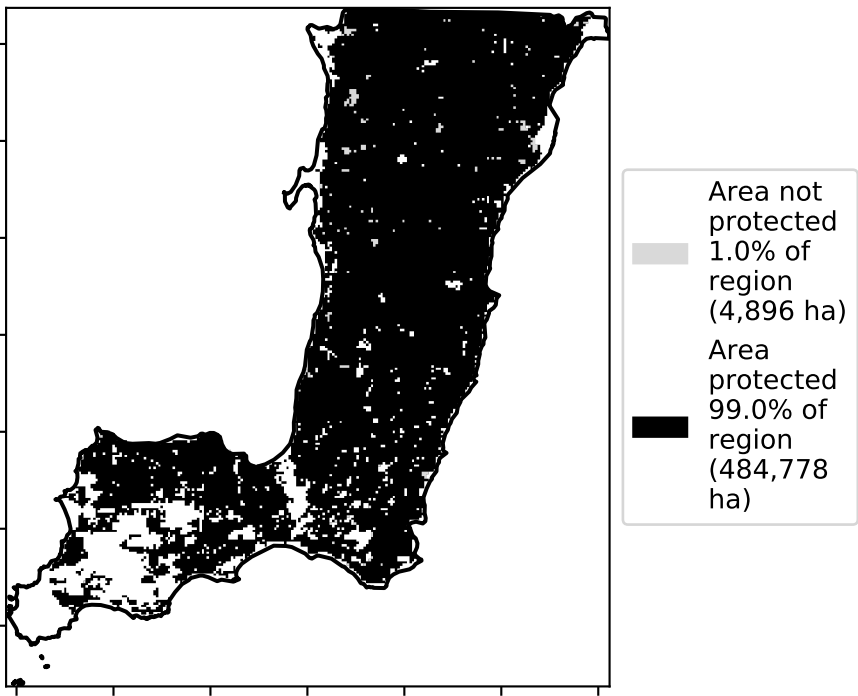 Area not
protected
1.0% of
region
(4,896 ha)
Area
protected
99.0% of
region
(484,778
ha)